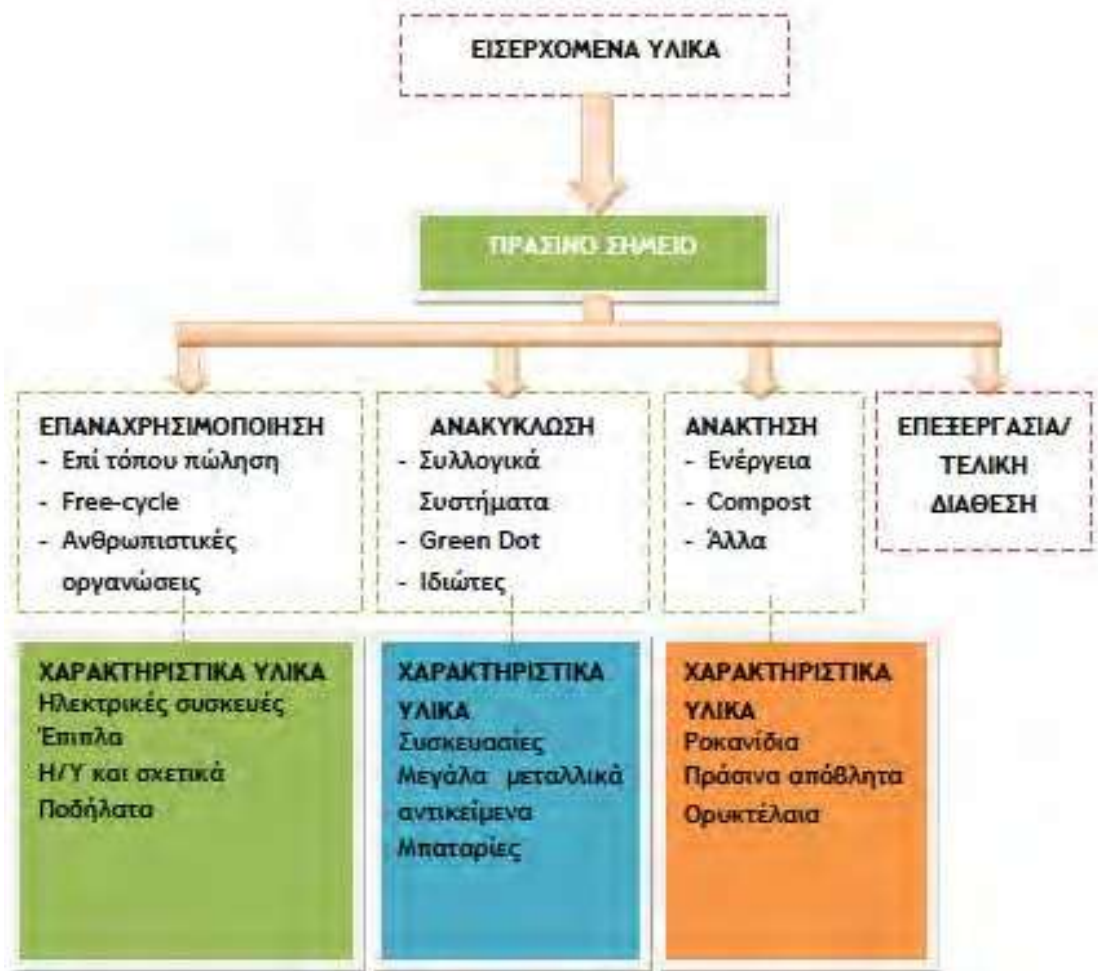 ΕΙΣΕΡΧΟΜΕΝΑ ΥΛΙΚΑ
ΠΡΑΣΙΝΟ ΣΗΜΕΙΟ
ΕΠΑΝΑΧΡΗΣΙΜΟΠΟΙΗΣΗ
- Επί τόπου πώληση
- Free-cycle
- Ανθρωπιστικές
οργανώσεις
ΑΝΑΚΥΚΛΩΣΗ
- Συλλογικά
Συστήματα
- Green Dot
- Ιδιώτες
ΑΝΑΚΤΗΣΗ
- Ενέργεια
- Compost
- Άλλα
ΕΠΕΞΕΡΓΑΣΙΑ/
ΤΕΛΙΚΗ
ΔΙΑΘΕΣΗ
ΧΑΡΑΚΤΗΡΙΣΤΙΚΑ ΥΛΙΚΑ
Ηλεκτρικές συσκευές
Έπιπλα
Η/Υ και σχετικά
Ποδήλατα
ΧΑΡΑΚΤΗΡΙΣΤΙΚΑ
ΥΛΙΚΑ
Συσκευασίες
Μεγάλα μεταλλικά
αντικείμενα
Μπαταρίες
ΧΑΡΑΚΤΗΡΙΣΤΙΚΑ
ΥΛΙΚΑ
Ροκανίδια
Πράσινα απόβλητα
Ορυκτέλαια